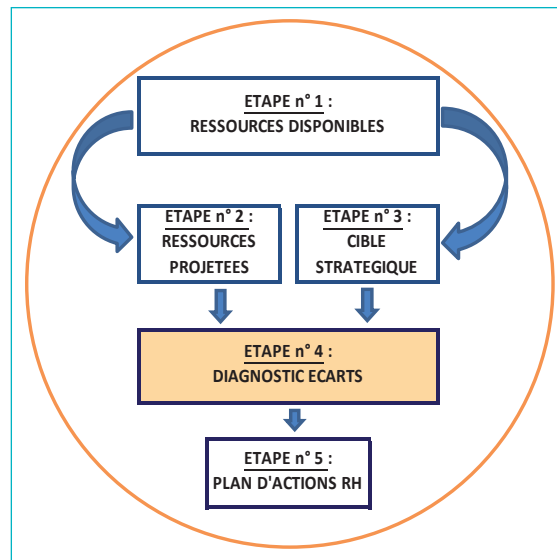 ETAPE n° 1 :
RESSOURCES DISPONIBLES
ETAPE n° 2 :
RESSOURCES
PROJETEES
ETAPE n° 3 :
CIBLE
STRATEGIQUE
ETAPE n° 4 :
DIAGNOSTIC ECARTS
ETAPE n° 5 :
PLAN D'ACTIONS RH